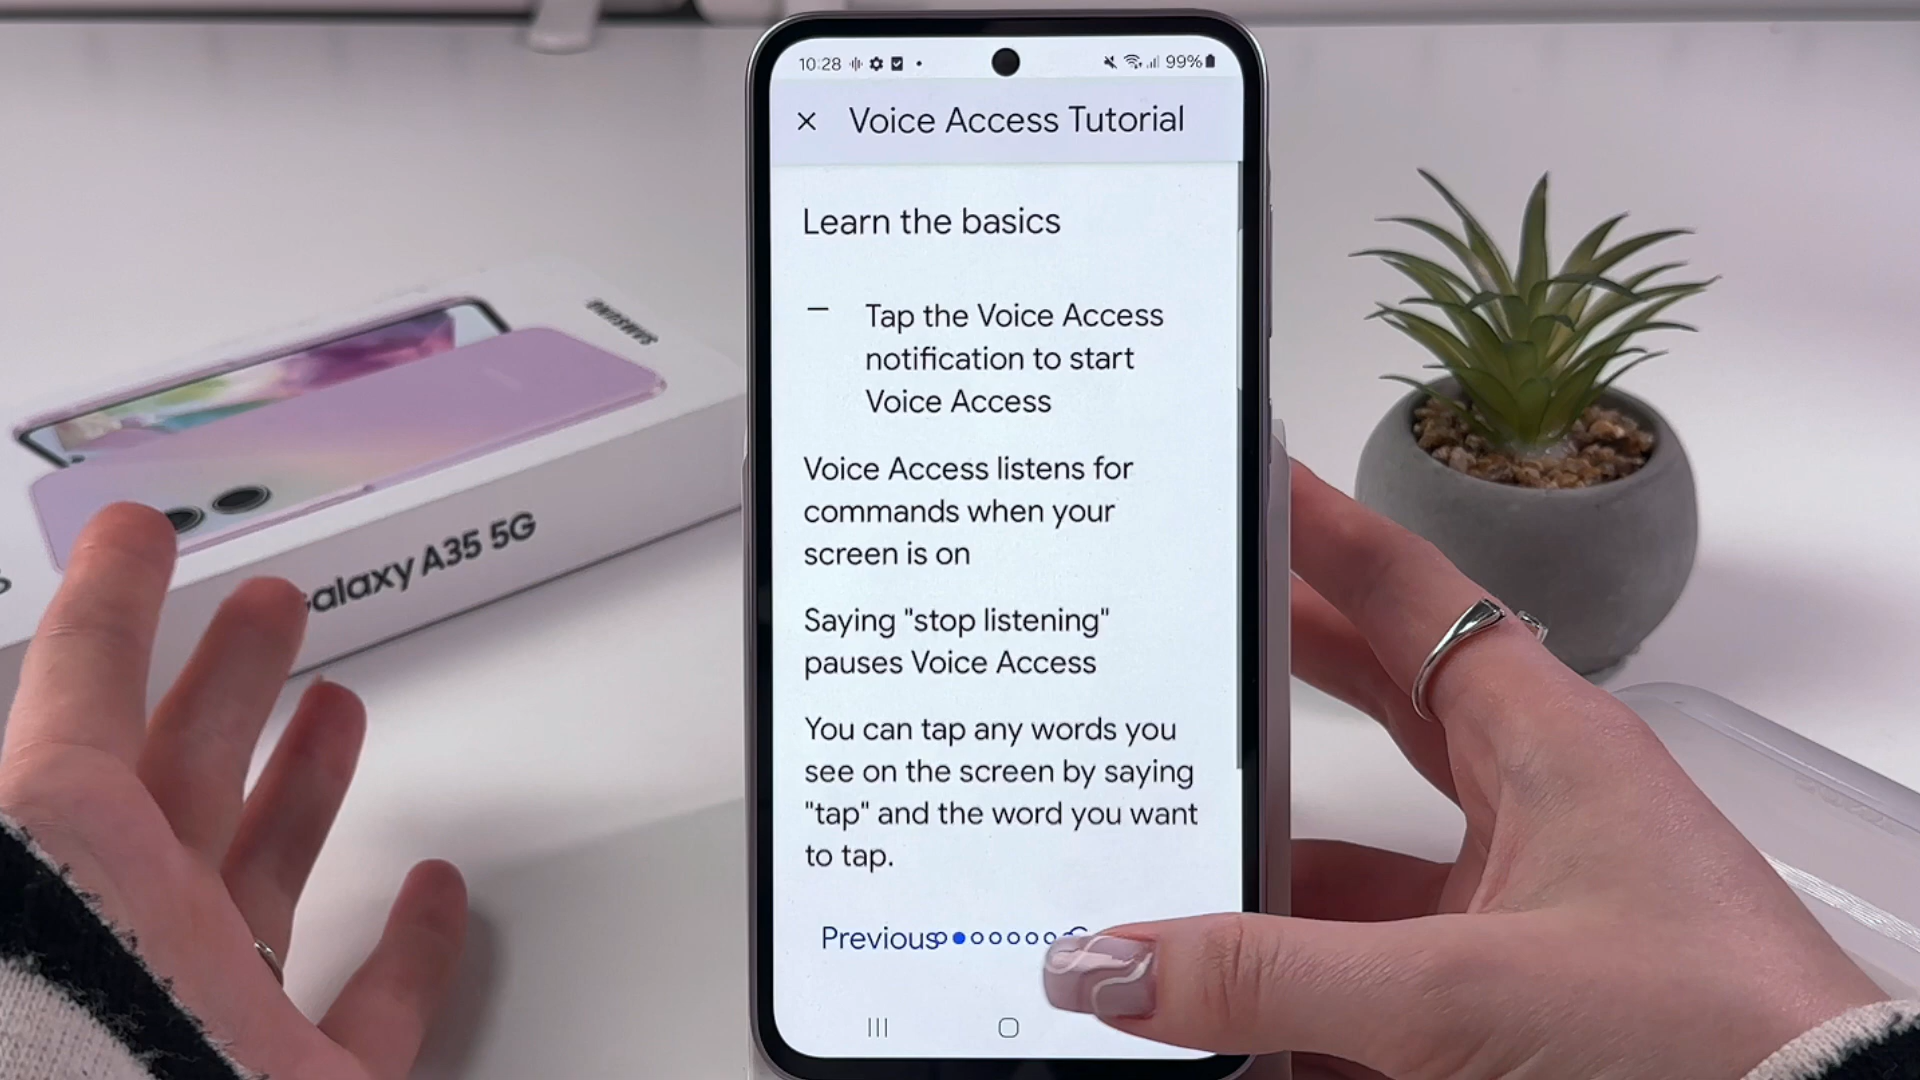 10:28
99%
Voice Access Tutorial
Learn the basics
Tap the Voice Access
notification to start
Voice Access
Voice Access listens for
commands when your
screen is on
Saying "stop listening"
pauses Voice Access
You can tap any words you
see on the screen by saying
"tap" and the word you want
to tap.
Previous
SAMSUNG
Galaxy A35 5G